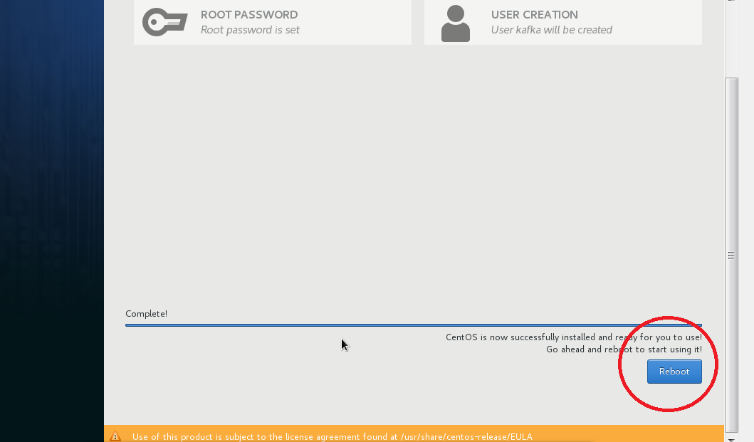 ROOT PASSWORD
Root password is set
USER CREATION
User kafka will be created
Complete!
CentOS is now successfully installed and ready for you to use!
Go ahead and reboot to start using it!
Reboot
Use of this product is subject to the license agreement found at /usr/share/centos-release/EULA